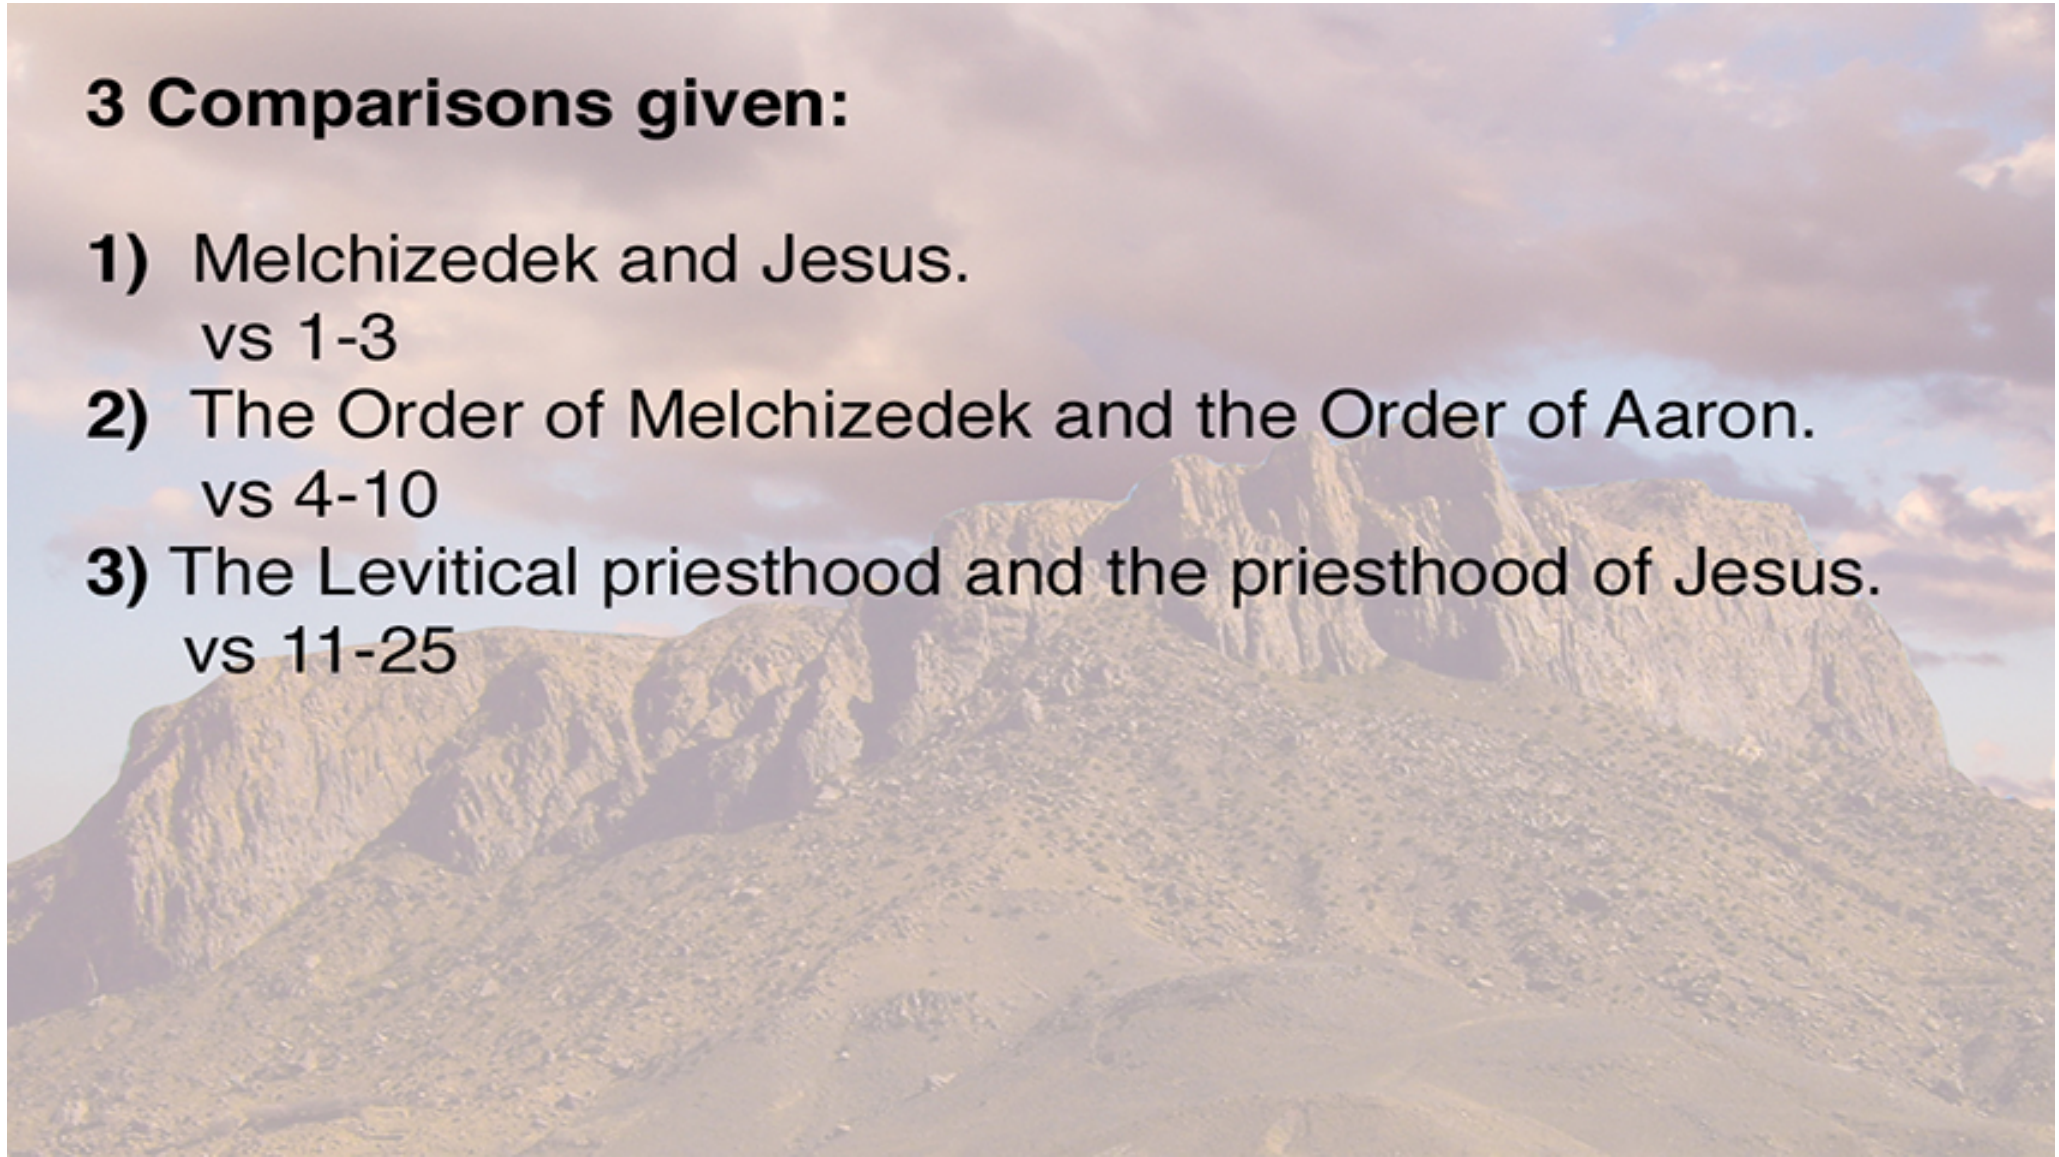 3 Comparisons given:
1) Melchizedek and Jesus.
vs 1-3
2) The Order of Melchizedek and the Order of Aaron.
vs 4-10
3) The Levitical priesthood and the priesthood of Jesus.
vs 11-25